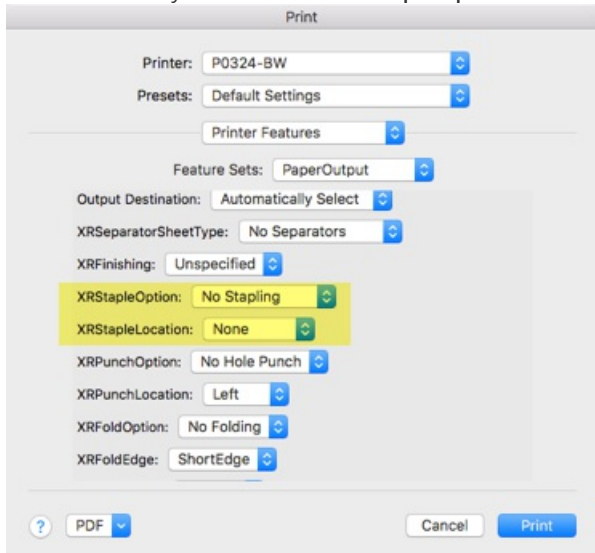 Print
Printer: P0324-BW
Presets: Default Settings
Printer Features
Feature Sets: PaperOutput
Output Destination: Automatically Select
XRSeparatorSheetType: No Separators
XRFinishing: Unspecified
XRStapleOption: No Stapling
XRStapleLocation: None
XRPunchOption: No Hole Punch
XRPunchLocation: Left
XRFoldOption: No Folding
XRFoldEdge: ShortEdge
? PDF Cancel Print